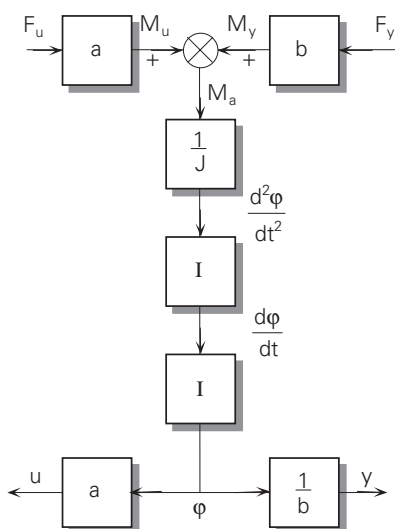 F_u M_u M_y F_y
a + + b
M_a
1/J
d²φ/dt²
I
dφ/dt
I
u a φ 1/b y